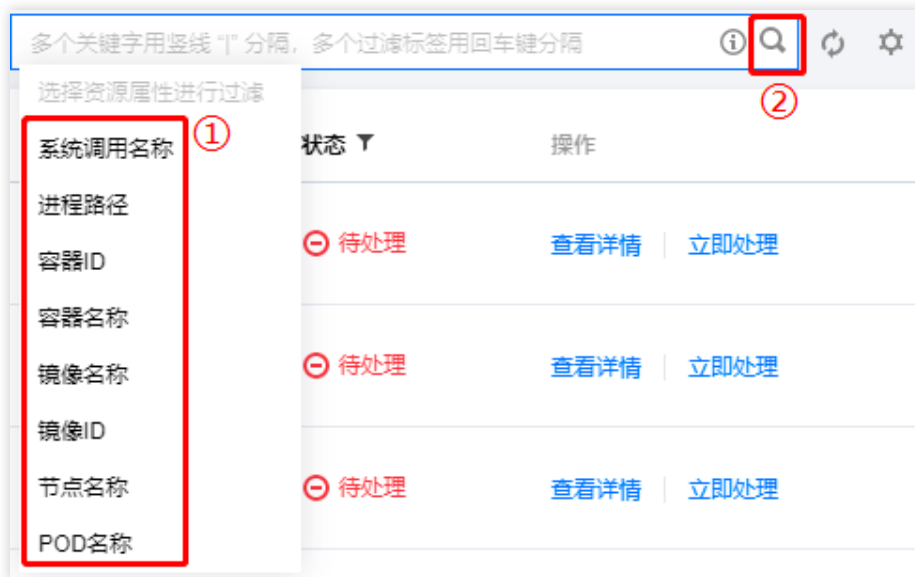 多个关键字用竖线 "|" 分隔，多个过滤标签用回车键分隔
选择资源属性进行过滤
①
②
系统调用名称
状态
操作
进程路径
待处理
查看详情
立即处理
容器ID
容器名称
镜像名称
待处理
查看详情
立即处理
镜像ID
节点名称
待处理
查看详情
立即处理
POD名称